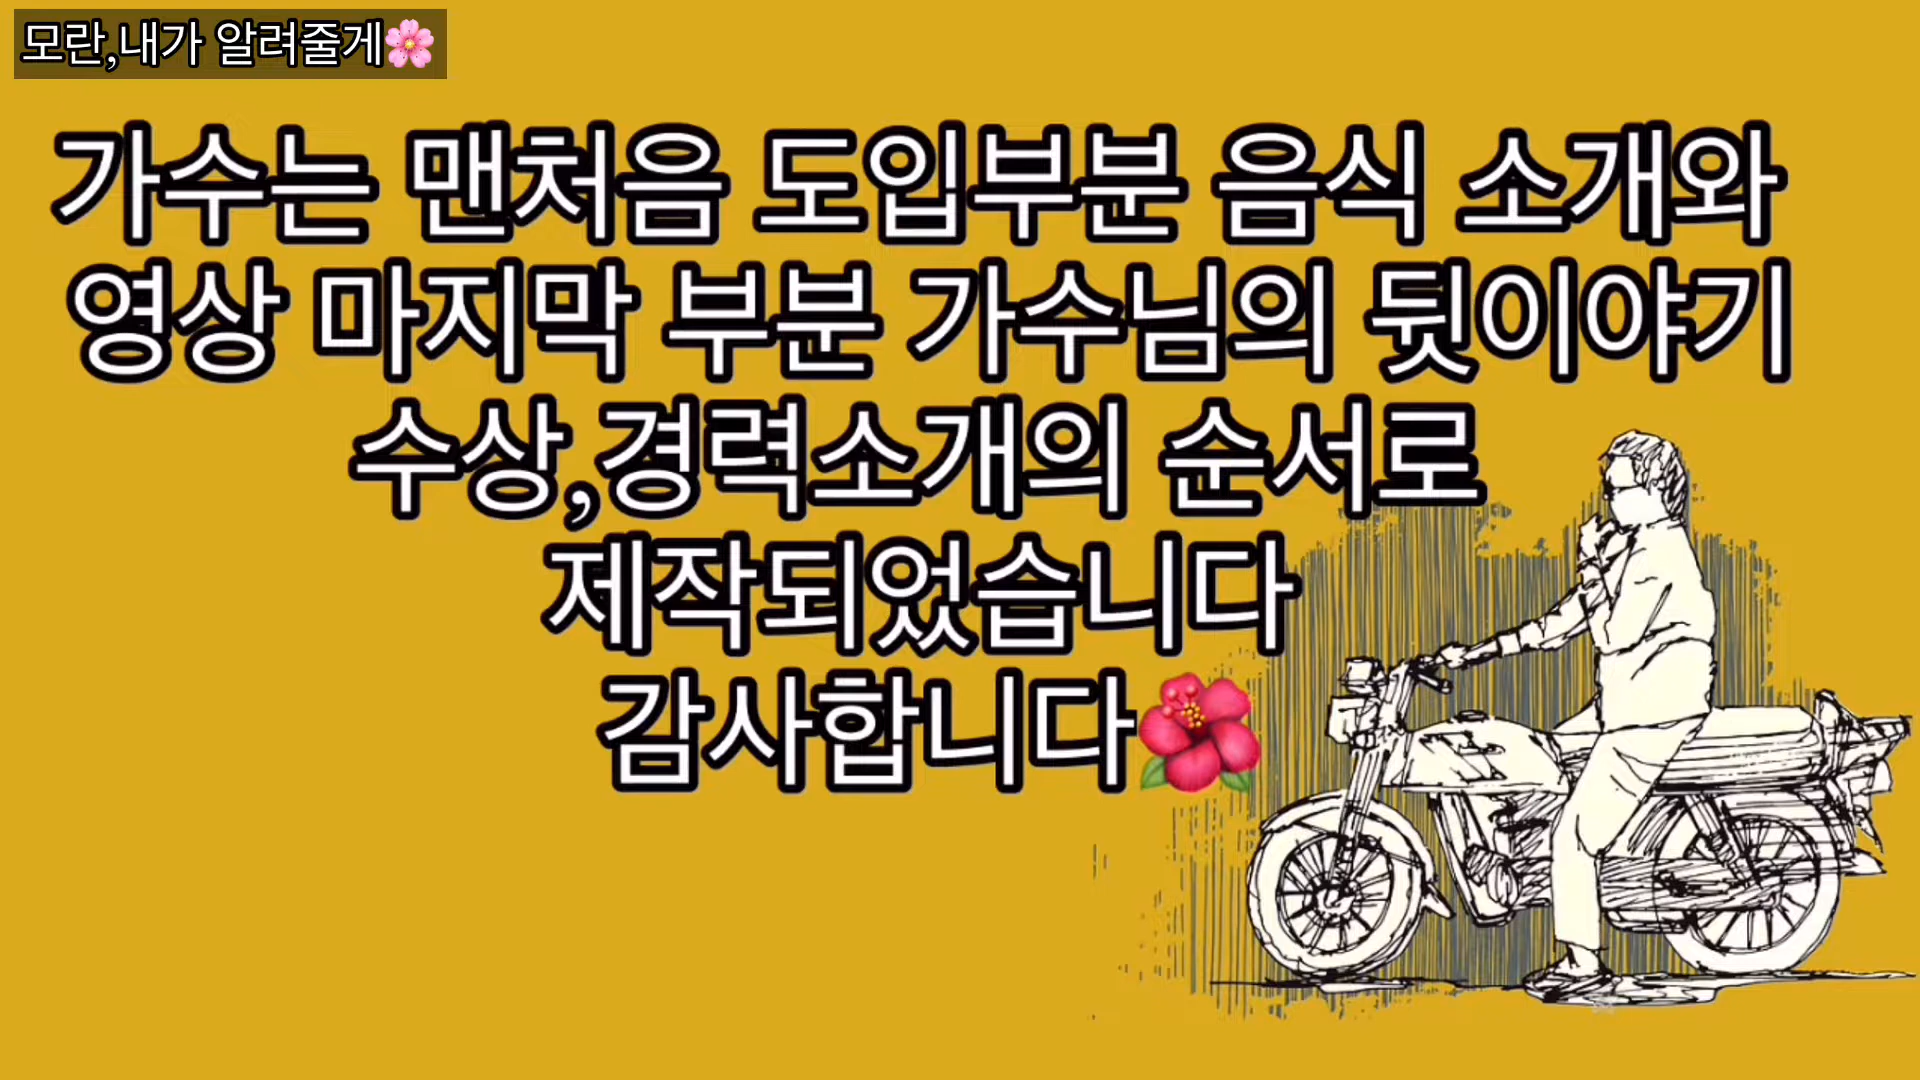 모란,내가 알려줄게🌸
가수는 맨처음 도입부분 음식 소개와
영상 마지막 부분 가수님의 뒷이야기
수상,경력소개의 순서로
제작되었습니다
감사합니다🌺